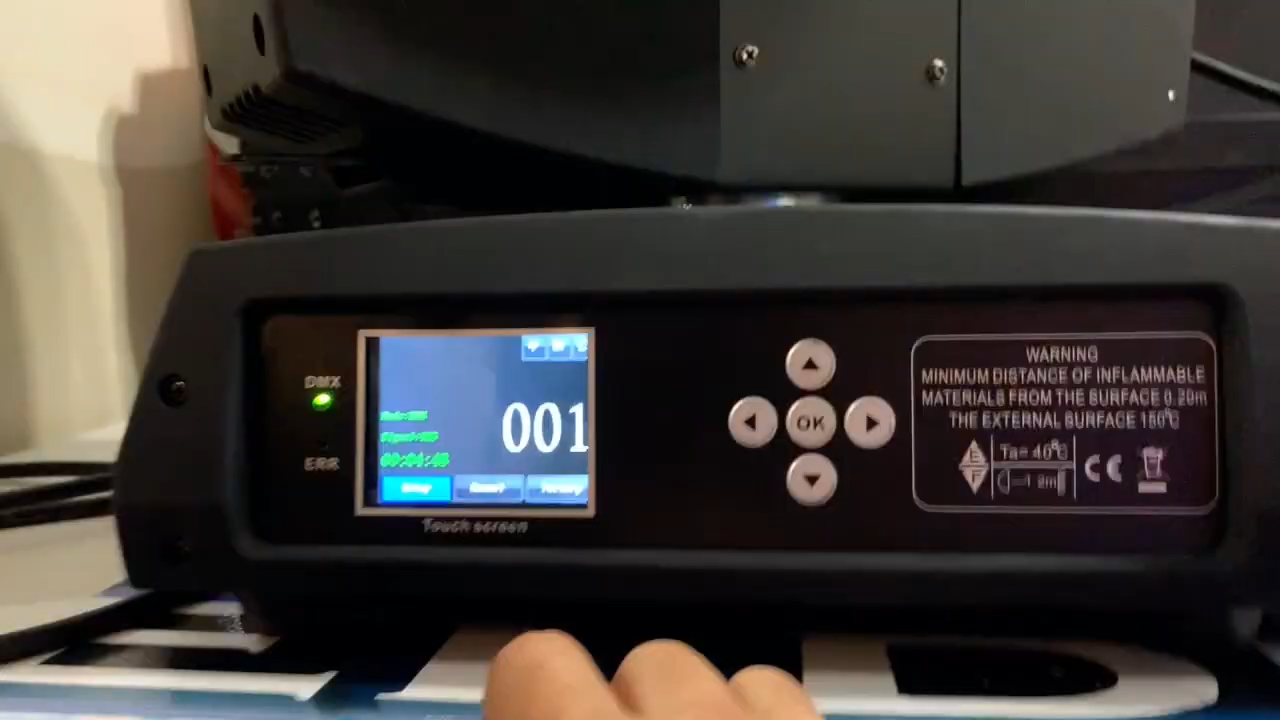 DMX
ERR
001
Touch screen
OK
WARNING
MINIMUM DISTANCE OF INFLAMMABLE
MATERIALS FROM THE SURFACE 0.20m
THE EXTERNAL SURFACE 150℃
F
Ta= 40℃
CE